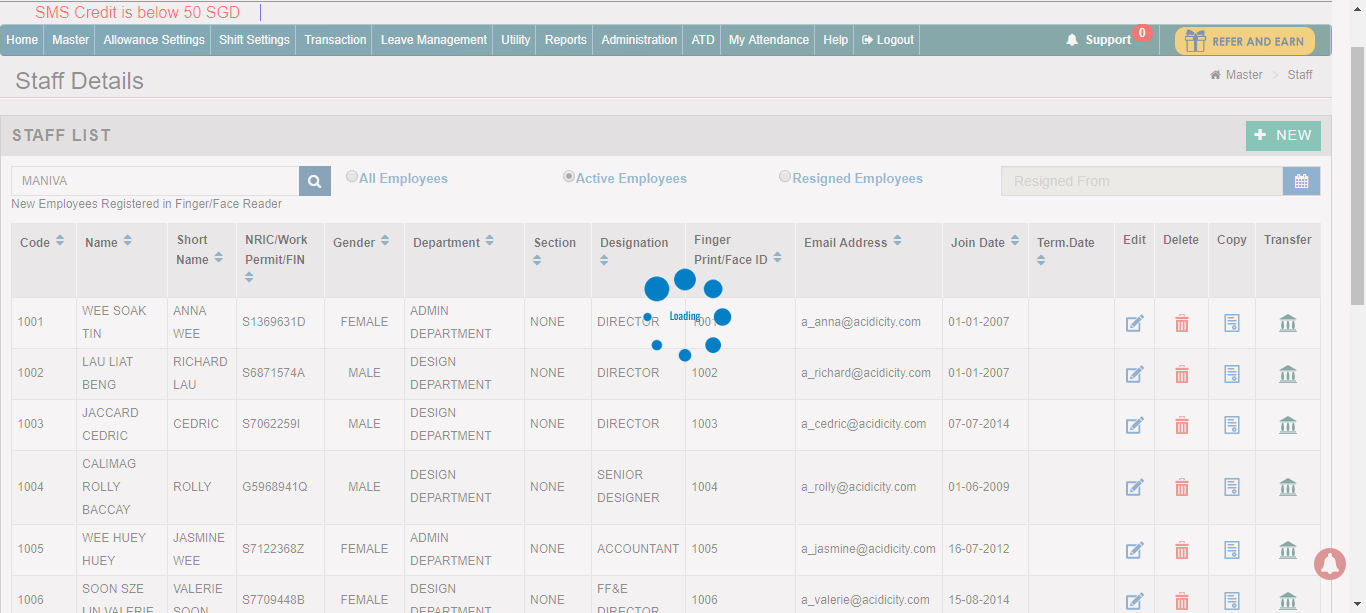 SMS Credit is below 50 SGD
Home Master Allowance Settings Shift Settings Transaction Leave Management Utility Reports Administration ATD My Attendance Help Logout Support 0 REFER AND EARN
Staff Details
Master > Staff
STAFF LIST
+ NEW
MANIVA
All Employees Active Employees Resigned Employees Resigned From
New Employees Registered in Finger/Face Reader
Code Name Short Name NRIC/Work Permit/FIN Gender Department Section Designation Finger Print/Face ID Email Address Join Date Term.Date Edit Delete Copy Transfer
Loading
1001 WEE SOAK TIN ANNA WEE S1369631D FEMALE ADMIN DEPARTMENT NONE DIRECTOR 1001 a_anna@acidicity.com 01-01-2007
1002 LAU LIAT BENG RICHARD LAU S6871574A MALE DESIGN DEPARTMENT NONE DIRECTOR 1002 a_richard@acidicity.com 01-01-2007
1003 JACCARD CEDRIC CEDRIC S7062259I MALE DESIGN DEPARTMENT NONE DIRECTOR 1003 a_cedric@acidicity.com 07-07-2014
1004 CALIMAG ROLLY BACCAY ROLLY G5968941Q MALE DESIGN DEPARTMENT NONE SENIOR DESIGNER 1004 a_rolly@acidicity.com 01-06-2009
1005 WEE HUEY HUEY JASMINE WEE S7122368Z FEMALE ADMIN DEPARTMENT NONE ACCOUNTANT 1005 a_jasmine@acidicity.com 16-07-2012
1006 SOON SZE LIN VALERIE VALERIE SOON S7709448B FEMALE DESIGN DEPARTMENT NONE FF&E DIRECTOR 1006 a_valerie@acidicity.com 15-08-2014